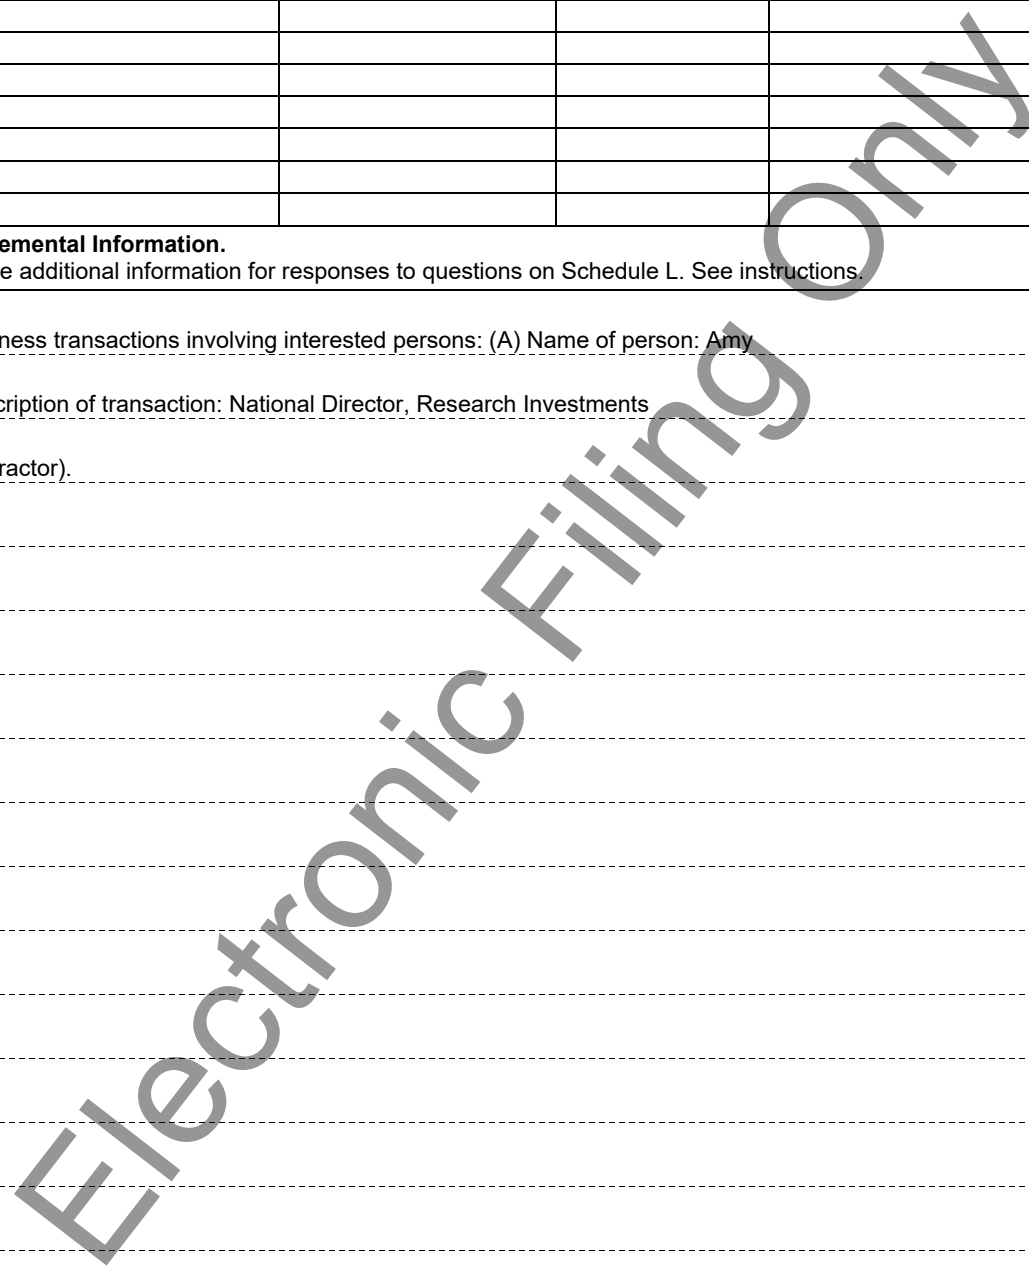 emental Information.
e additional information for responses to questions on Schedule L. See instructions.
ness transactions involving interested persons: (A) Name of person: Amy
cription of transaction: National Director, Research Investments
ractor).
Electronic Filing Only